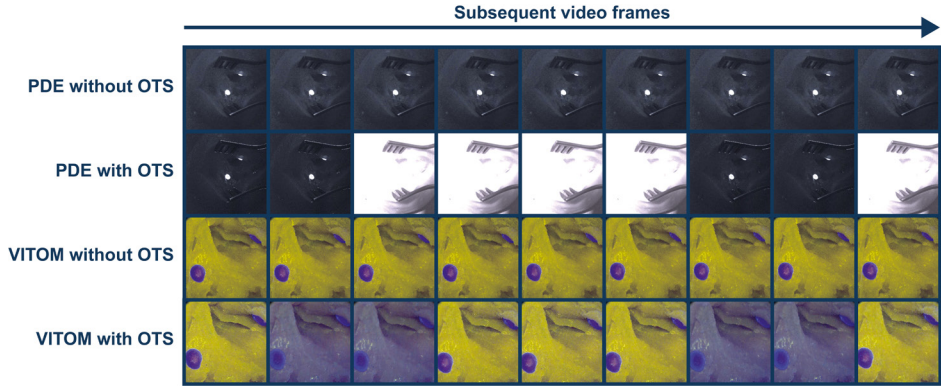 Subsequent video frames
PDE without OTS
PDE with OTS
VITOM without OTS
VITOM with OTS